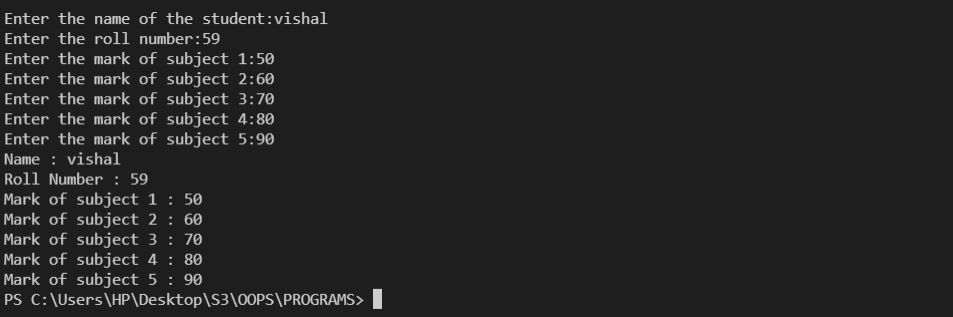 Enter the name of the student:vishal
Enter the roll number:59
Enter the mark of subject 1:50
Enter the mark of subject 2:60
Enter the mark of subject 3:70
Enter the mark of subject 4:80
Enter the mark of subject 5:90
Name : vishal
Roll Number : 59
Mark of subject 1 : 50
Mark of subject 2 : 60
Mark of subject 3 : 70
Mark of subject 4 : 80
Mark of subject 5 : 90
PS C:\Users\HP\Desktop\S3\OOPS\PROGRAMS>